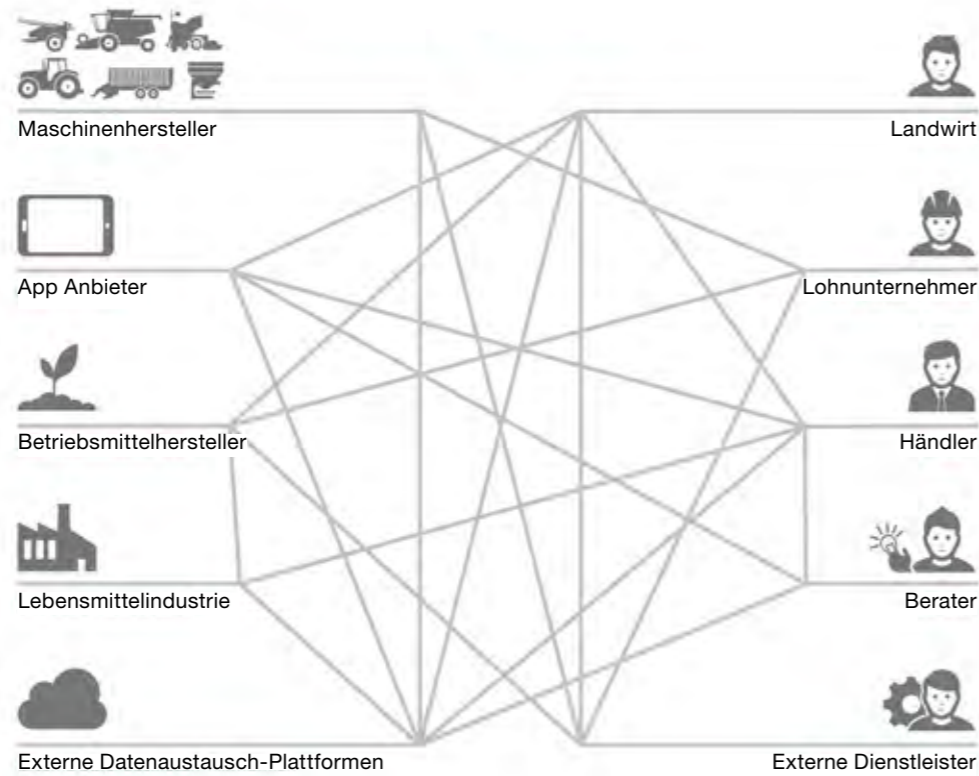 Maschinenhersteller
Landwirt
App Anbieter
Lohnunternehmer
Betriebsmittelhersteller
Händler
Lebensmittelindustrie
Berater
Externe Datenaustausch-Plattformen
Externe Dienstleister